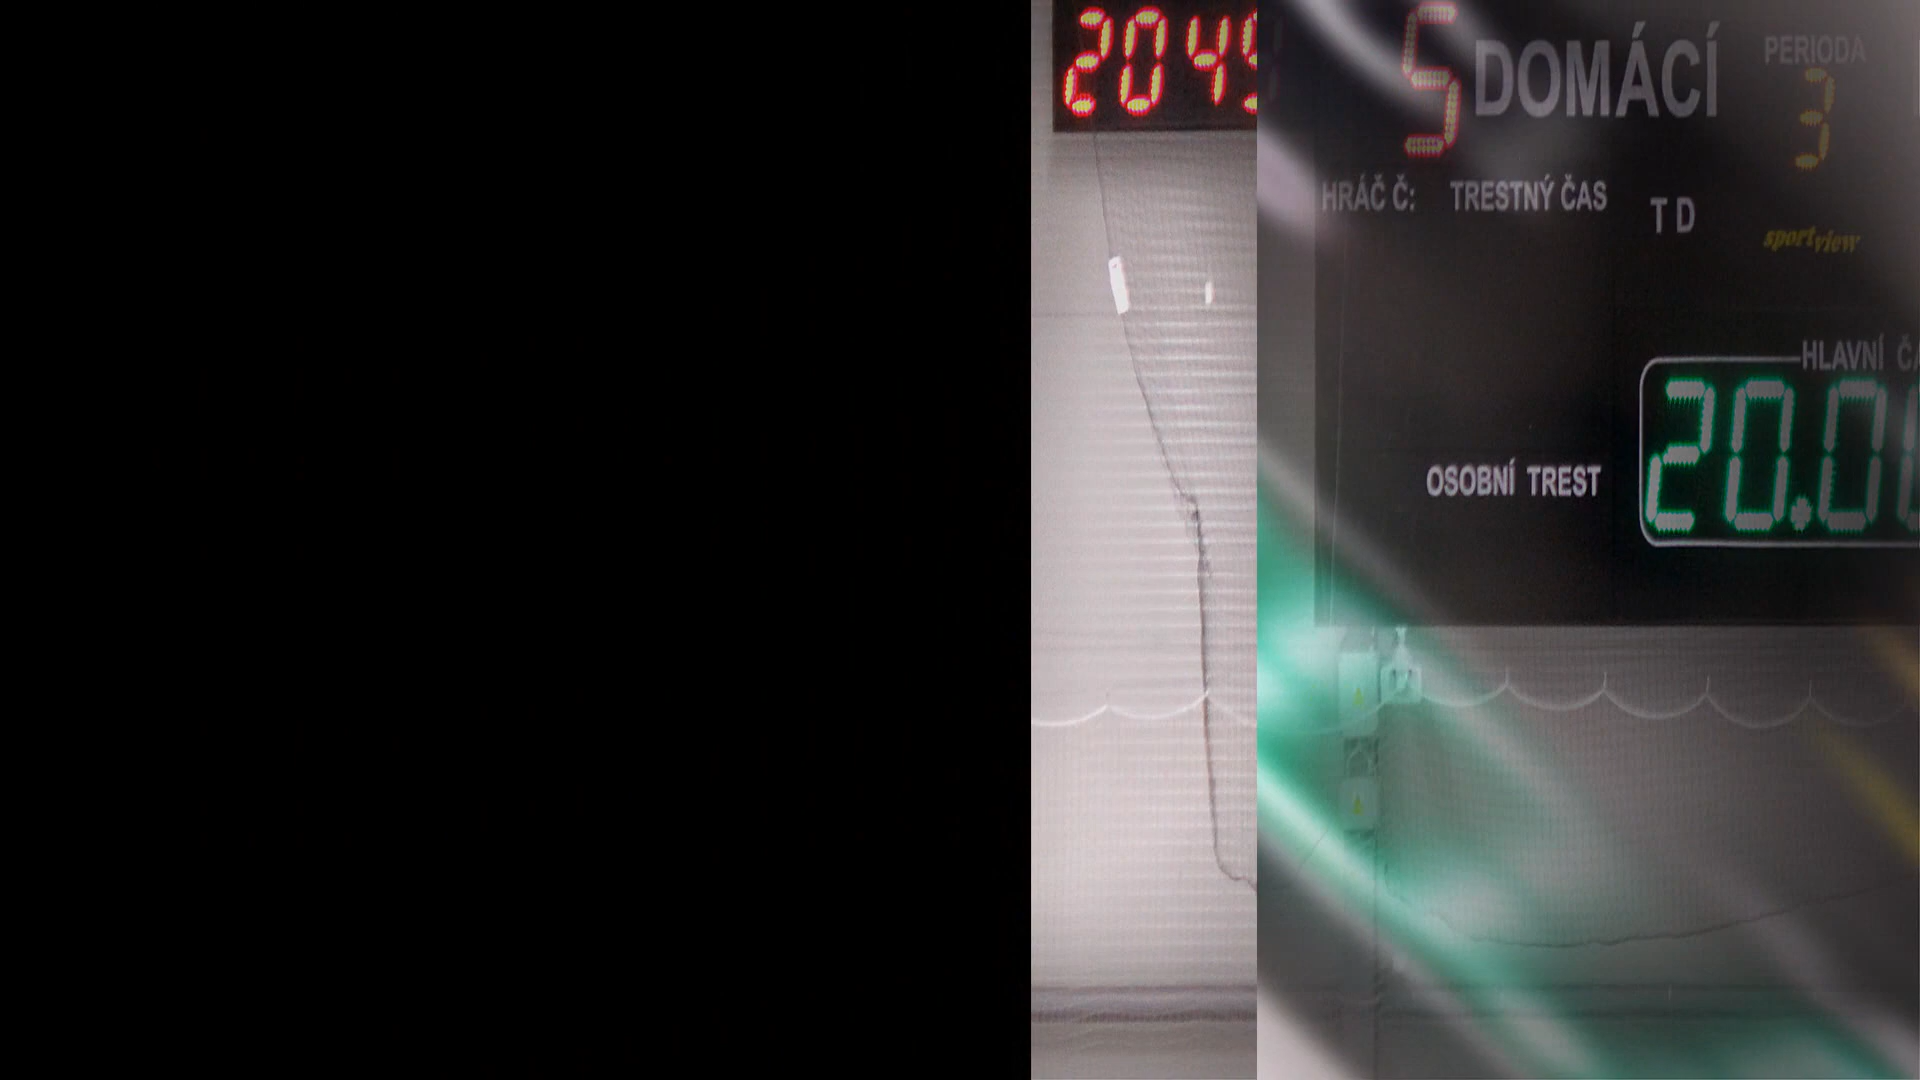 2049
5 DOMÁCÍ
PERIODA
3
HRÁČ Č: TRESTNÝ ČAS
T D
sportview
HLAVNÍ
OSOBNÍ TREST
20.0